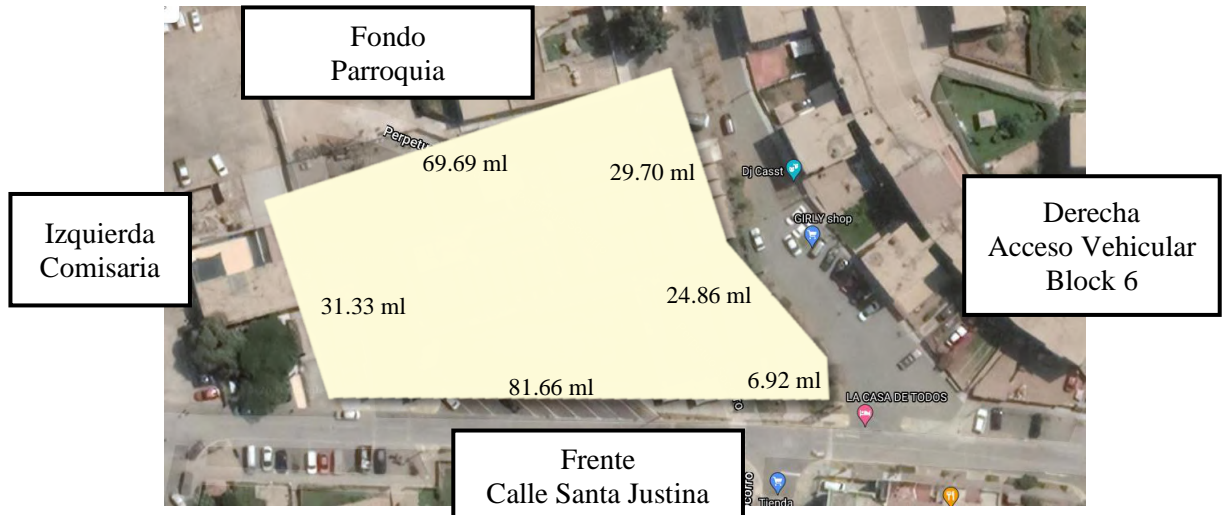 Fondo
Parroquia
Perpetu
69.69 ml
29.70 ml
Dj Casst
GIRLY shop
Izquierda
Comisaria
Derecha
Acceso Vehicular
Block 6
31.33 ml
24.86 ml
81.66 ml
6.92 ml
LA CASA DE TODOS
Frente
Calle Santa Justina
corro
Tienda